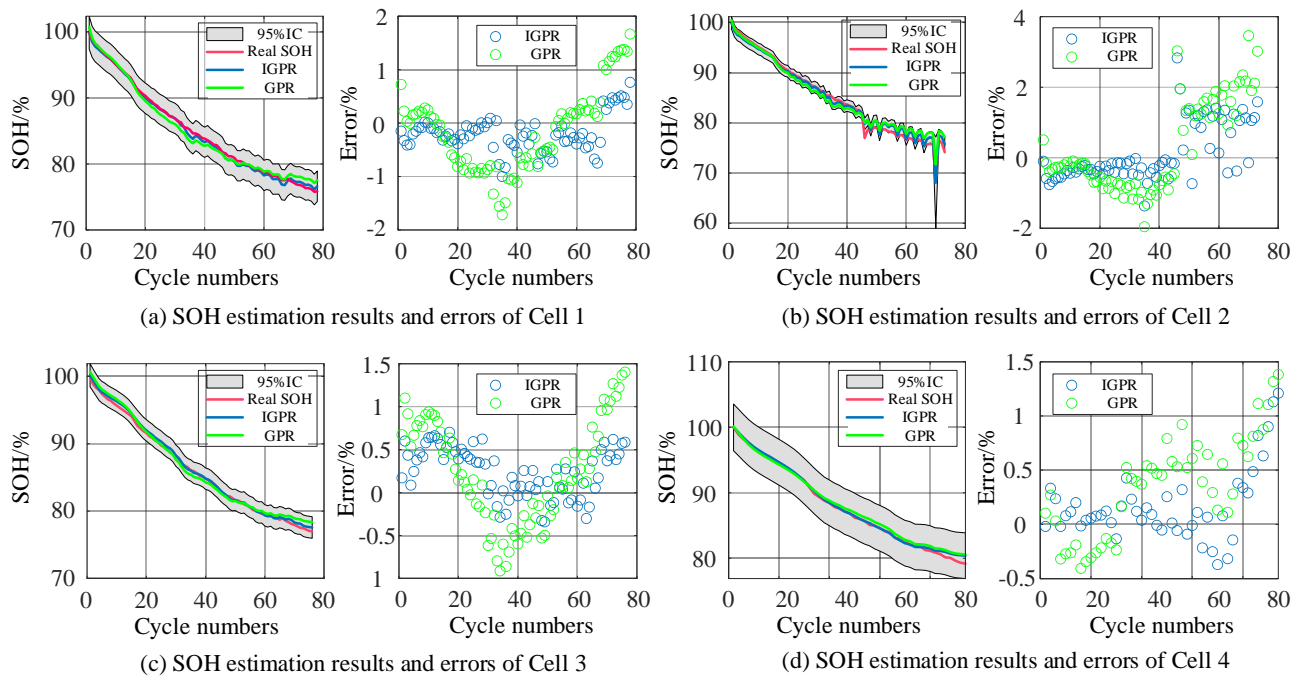 100
90
80
70
SOH/%
0 20 40 60 80
Cycle numbers
95%IC
Real SOH
IGPR
GPR
2
1
0
-1
-2
Error/%
0 20 40 60 80
Cycle numbers
IGPR
GPR
(a) SOH estimation results and errors of Cell 1
100
90
80
70
60
SOH/%
0 20 40 60 80
Cycle numbers
95%IC
Real SOH
IGPR
GPR
4
2
0
-2
Error/%
0 20 40 60 80
Cycle numbers
IGPR
GPR
(b) SOH estimation results and errors of Cell 2
100
90
80
70
SOH/%
0 20 40 60 80
Cycle numbers
95%IC
Real SOH
IGPR
GPR
1.5
1
0.5
0
-0.5
1
Error/%
0 20 40 60 80
Cycle numbers
IGPR
GPR
(c) SOH estimation results and errors of Cell 3
110
100
90
80
SOH/%
0 20 40 60 80
Cycle numbers
95%IC
Real SOH
IGPR
GPR
1.5
1
0.5
0
-0.5
Error/%
0 20 40 60 80
Cycle numbers
IGPR
GPR
(d) SOH estimation results and errors of Cell 4